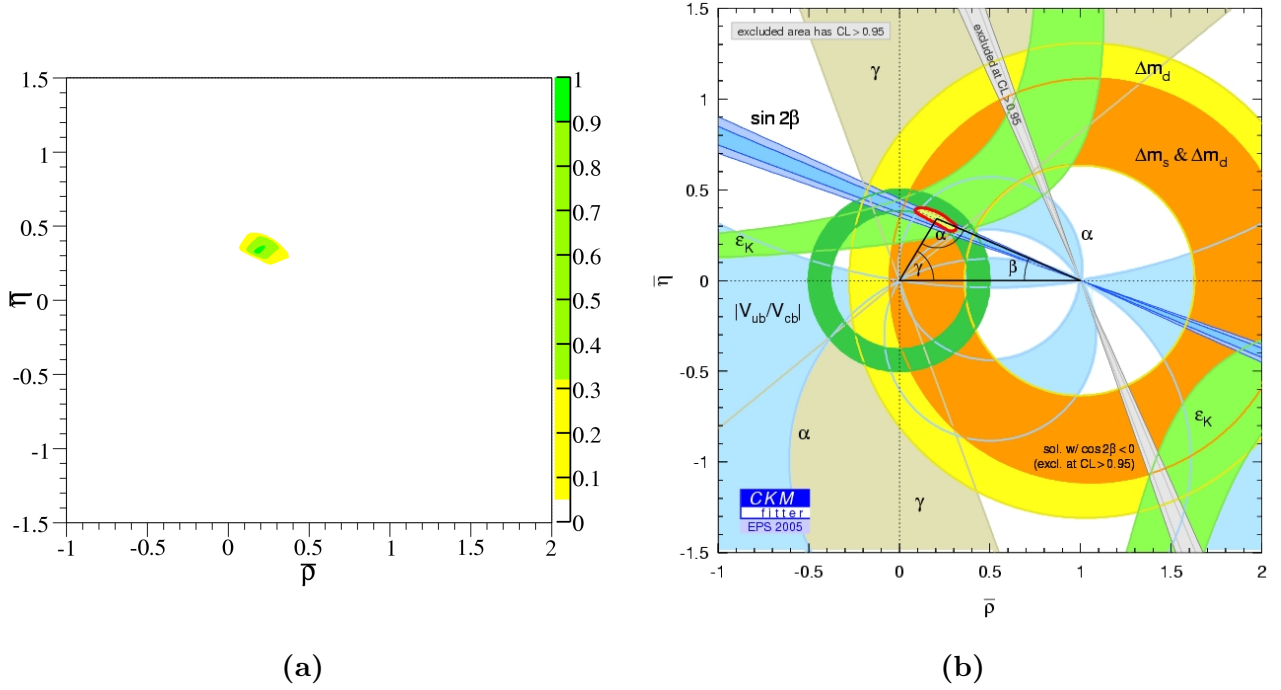 1.5
1
0.5
0
-0.5
-1
-1.5
η̅
-1 -0.5 0 0.5 1 1.5 2
ρ̅
1
0.9
0.8
0.7
0.6
0.5
0.4
0.3
0.2
0.1
0
(a)
excluded area has CL > 0.95
excluded at CL > 0.95
γ
Δm_d
sin 2β
Δm_s & Δm_d
ε_K
α
α
γ
β
|V_ub/V_cb|
α
ε_K
sol. w/ cos 2β < 0
(excl. at CL > 0.95)
γ
CKM
fitter
EPS 2005
1.5
1
0.5
0
-0.5
-1
-1.5
η̅
-1 -0.5 0 0.5 1 1.5 2
ρ̅
(b)